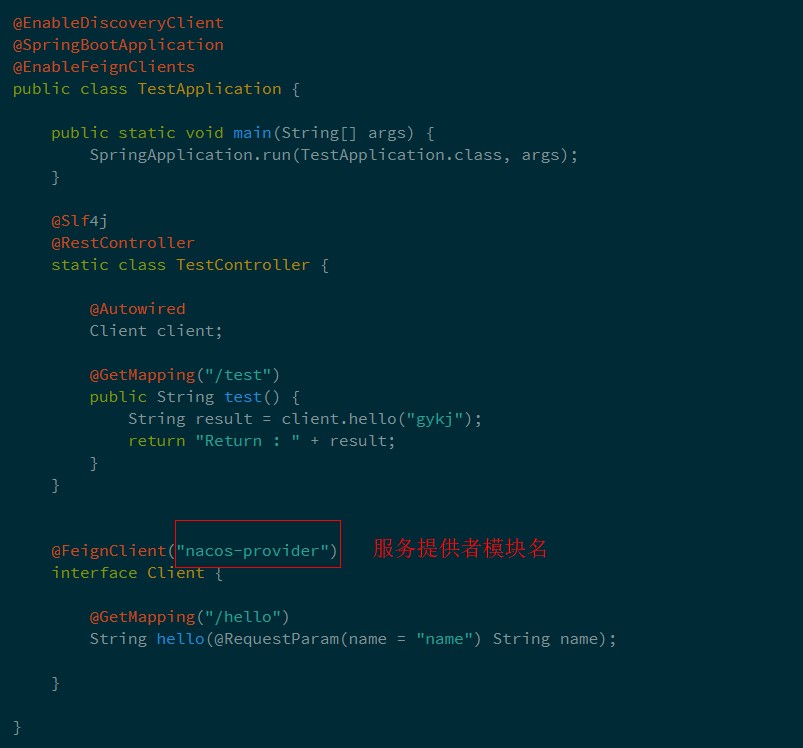 @EnableDiscoveryClient
@SpringBootApplication
@EnableFeignClients
public class TestApplication {
    public static void main(String[] args) {
        SpringApplication.run(TestApplication.class, args);
    }
    @Slf4j
    @RestController
    static class TestController {
        @Autowired
        Client client;
        @GetMapping("/test")
        public String test() {
            String result = client.hello("gykj");
            return "Return : " + result;
        }
    }
    @FeignClient("nacos-provider") 服务提供者模块名
    interface Client {
        @GetMapping("/hello")
        String hello(@RequestParam(name = "name") String name);
    }
}